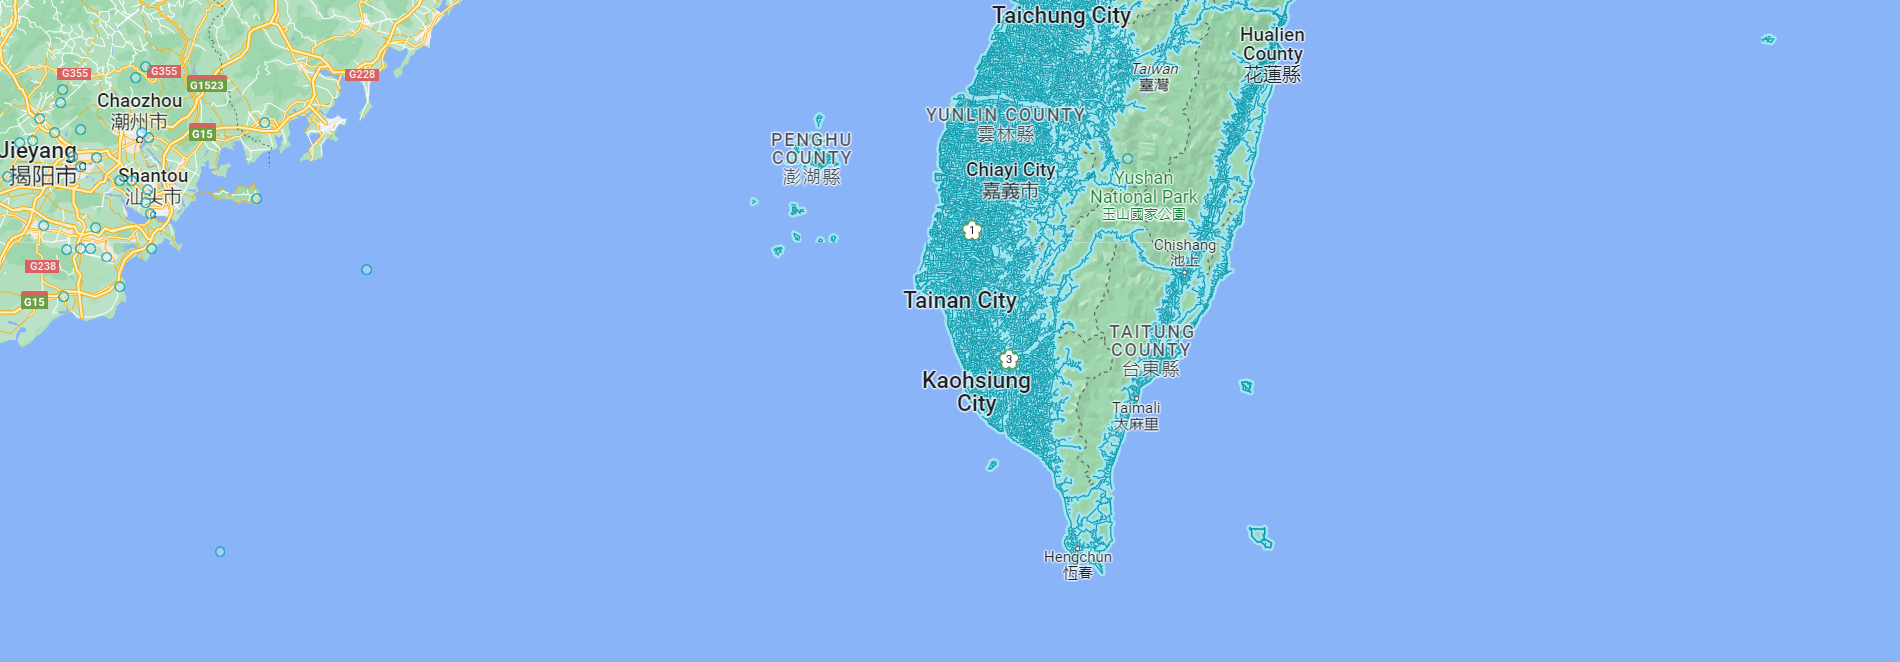 Taichung City
Hualien
County
花蓮縣
Taiwan
臺灣
G355
G355
G228
G1523
Chaozhou
潮州市
G15
YUNLIN COUNTY
雲林縣
PENGHU
COUNTY
澎湖縣
Jieyang
揭阳市
Shantou
汕头市
Chiayi City
嘉義市
Yushan
National Park
玉山國家公園
1
Chishang
池上
G238
G15
Tainan City
TAITUNG
COUNTY
台東縣
3
Kaohsiung
City
Taimali
太麻里
Hengchun
恆春